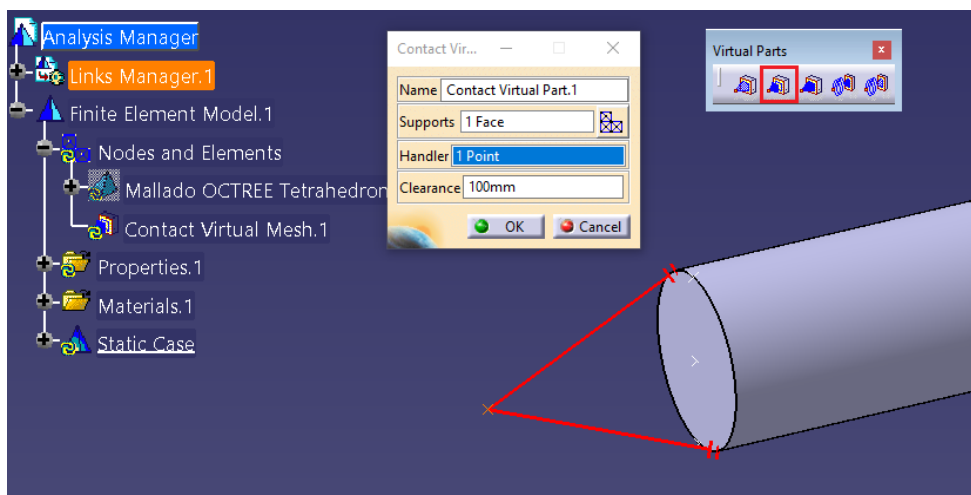 Analysis Manager
Links Manager.1
Finite Element Model.1
Nodes and Elements
Mallado OCTREE Tetrahedron
Contact Virtual Mesh.1
Properties.1
Materials.1
Static Case
Contact Vir...
Name Contact Virtual Part.1
Supports 1 Face
Handler 1 Point
Clearance 100mm
OK Cancel
Virtual Parts